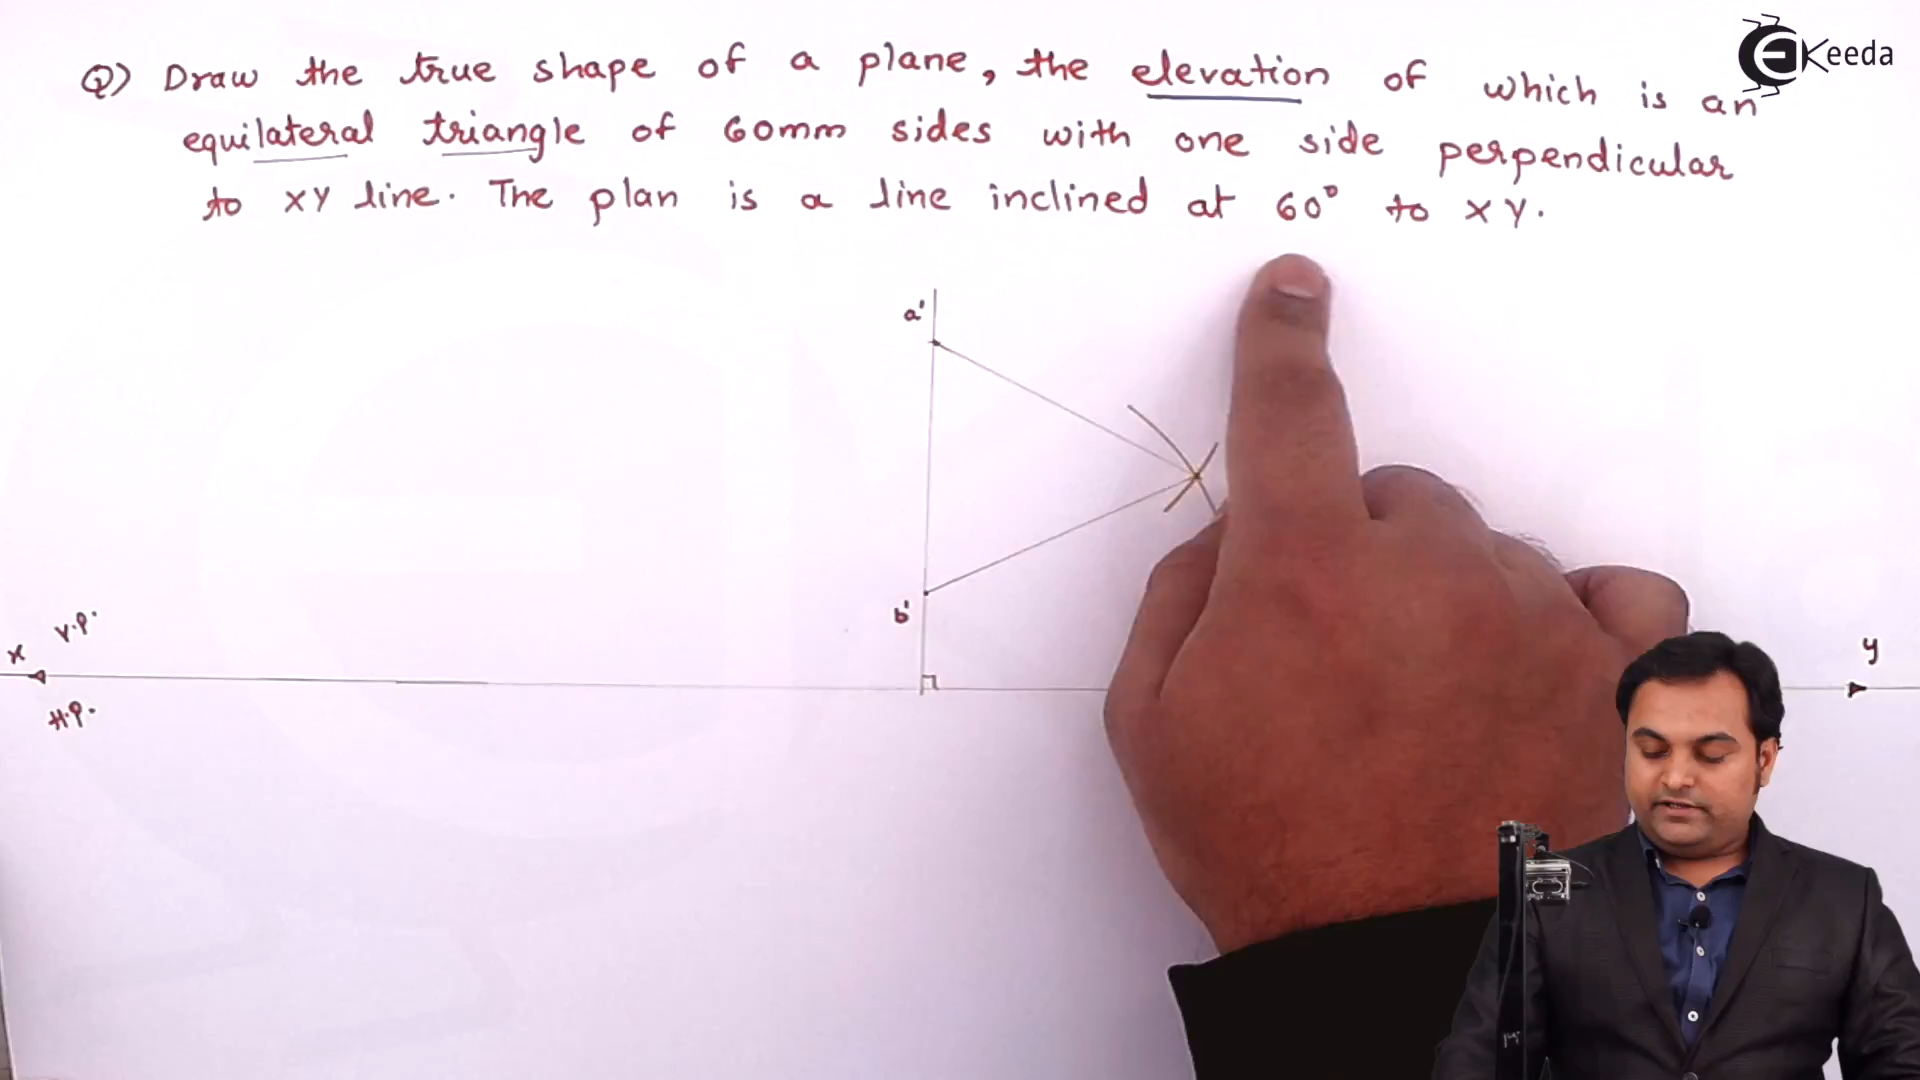 Keeda
Q) Draw the true shape of a plane, the elevation of which is an
equilateral triangle of 60mm sides with one side perpendicular
to XY line. The plan is a line inclined at 60° to XY.
a'
b'
V.P.
X
y
H.P.